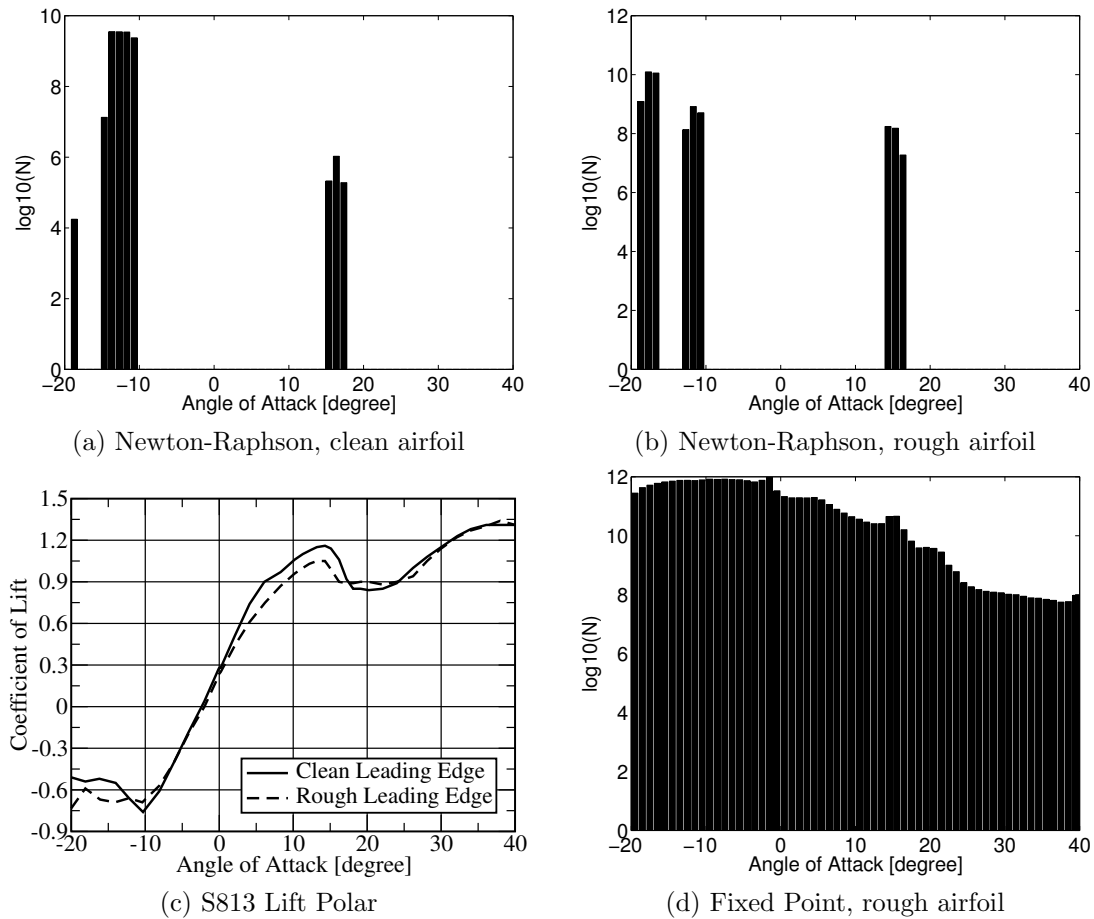 10
8
6
4
2
0
log10(N)
−20 −10 0 10 20 30 40
Angle of Attack [degree]
(a) Newton-Raphson, clean airfoil
12
10
8
6
4
2
0
log10(N)
−20 −10 0 10 20 30 40
Angle of Attack [degree]
(b) Newton-Raphson, rough airfoil
1.5
1.2
0.9
0.6
0.3
0
-0.3
-0.6
-0.9
Coefficient of Lift
Clean Leading Edge
Rough Leading Edge
-20 -10 0 10 20 30 40
Angle of Attack [degree]
(c) S813 Lift Polar
12
10
8
6
4
2
0
log10(N)
−20 −10 0 10 20 30 40
Angle of Attack [degree]
(d) Fixed Point, rough airfoil